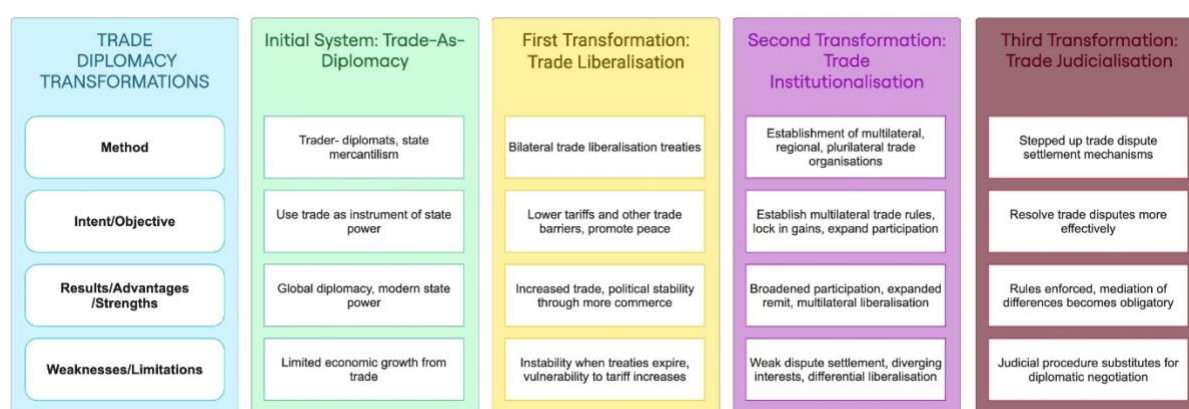 TRADE
DIPLOMACY
TRANSFORMATIONS
Method
Intent/Objective
Results/Advantages
/Strengths
Weaknesses/Limitations
Initial System: Trade-As-
Diplomacy
Trader- diplomats, state
mercantilism
Use trade as instrument of state
power
Global diplomacy, modern state
power
Limited economic growth from
trade
First Transformation:
Trade Liberalisation
Bilateral trade liberalisation treaties
Lower tariffs and other trade
barriers, promote peace
Increased trade, political stability
through more commerce
Instability when treaties expire,
vulnerability to tariff increases
Second Transformation:
Trade
Institutionalisation
Establishment of multilateral,
regional, plurilateral trade
organisations
Establish multilateral trade rules,
lock in gains, expand participation
Broadened participation, expanded
remit, multilateral liberalisation
Weak dispute settlement, diverging
interests, differential liberalisation
Third Transformation:
Trade Judicialisation
Stepped up trade dispute
settlement mechanisms
Resolve trade disputes more
effectively
Rules enforced, mediation of
differences becomes obligatory
Judicial procedure substitutes for
diplomatic negotiation